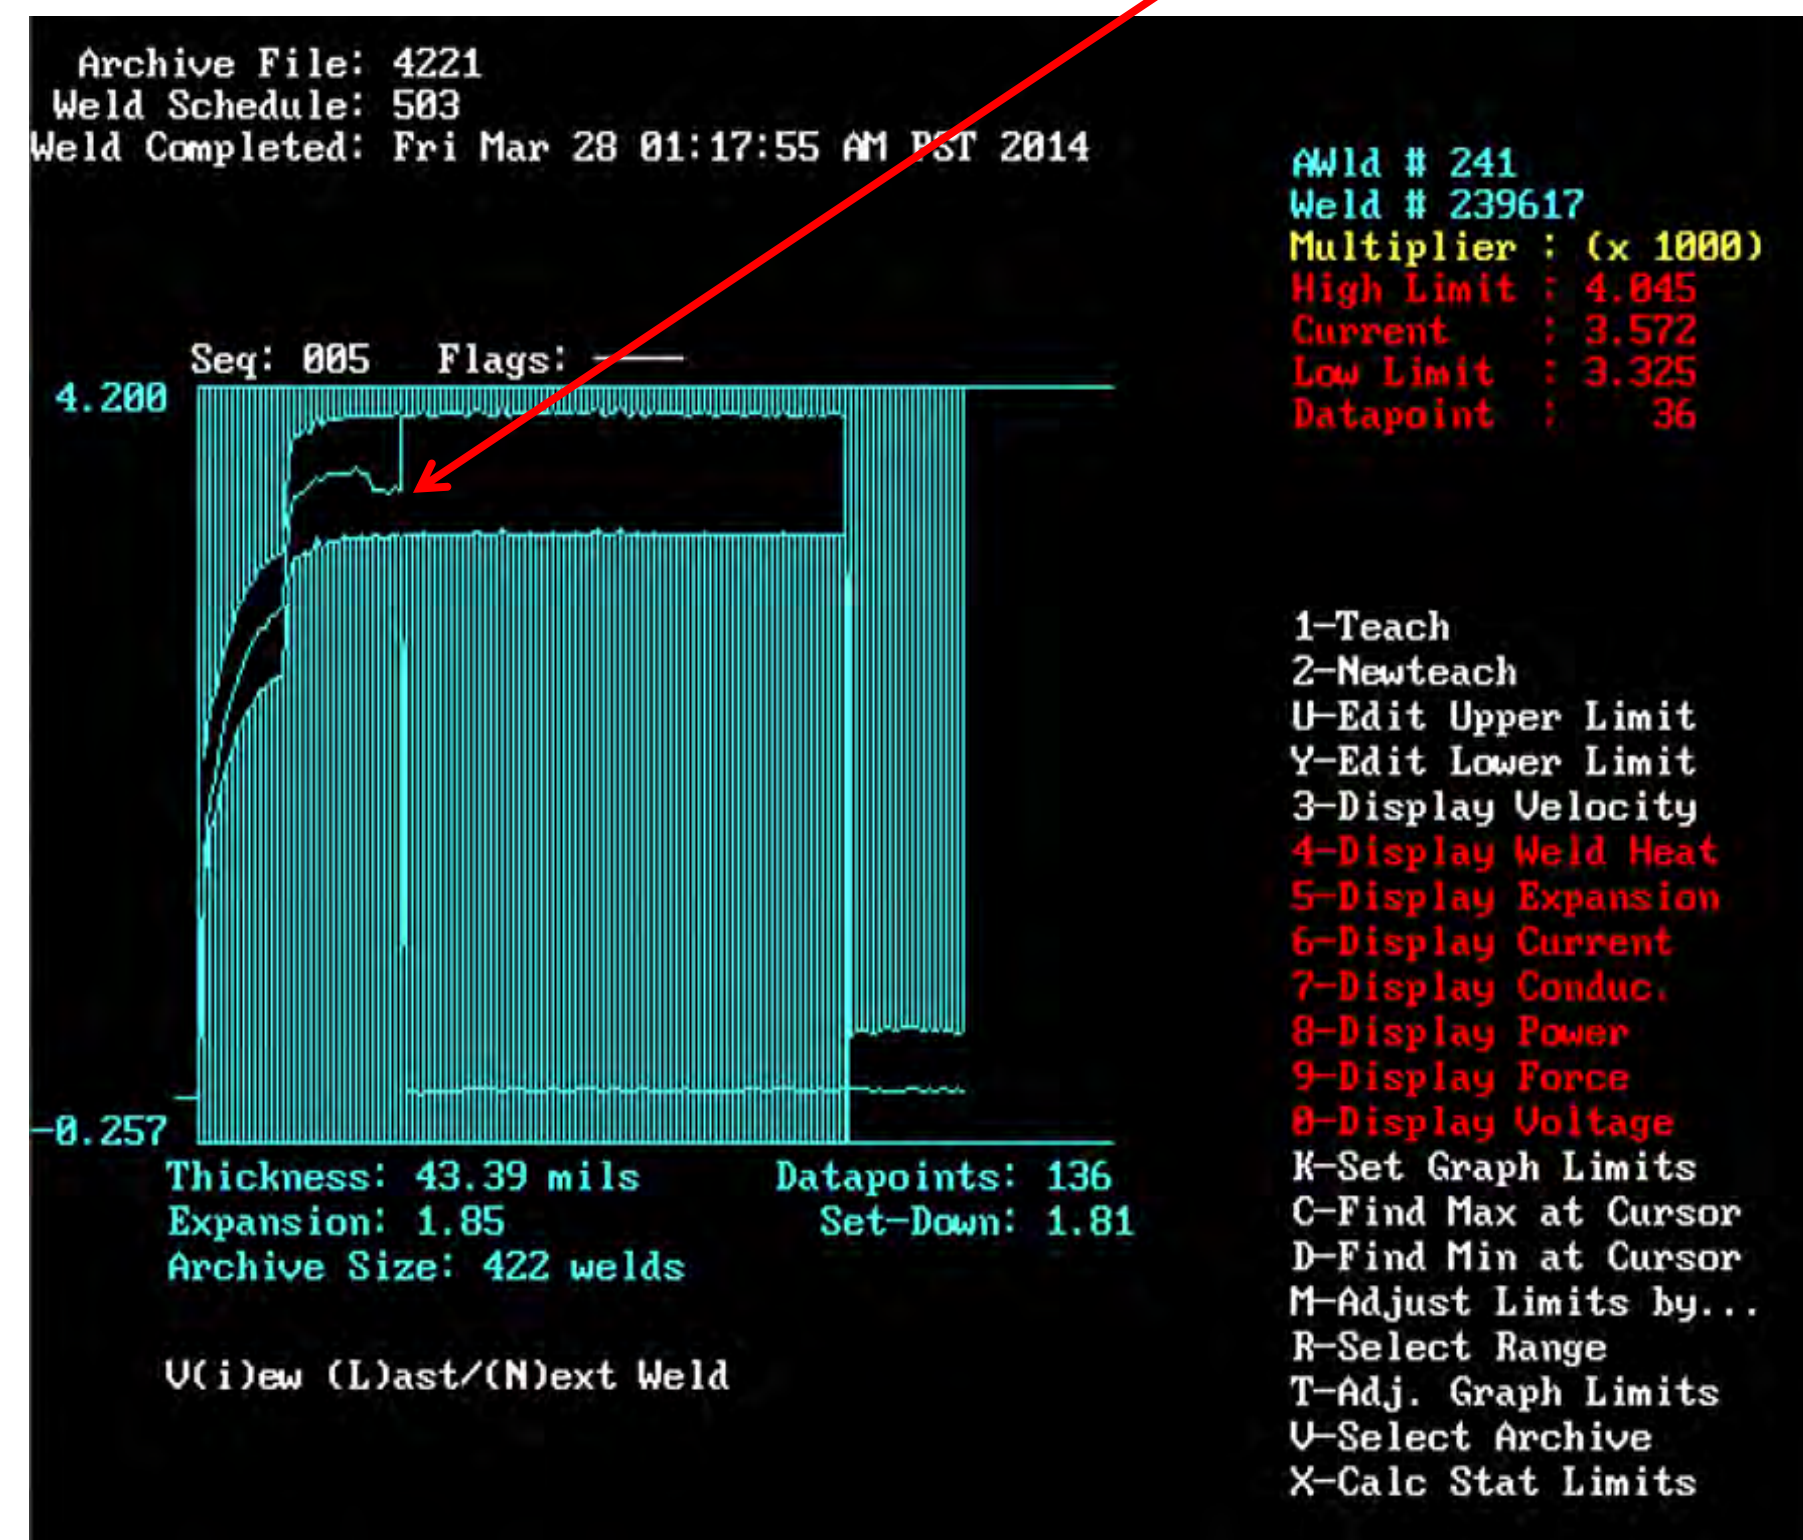 Archive File: 4221
Weld Schedule: 503
Weld Completed: Fri Mar 28 01:17:55 AM PST 2014
AWld # 241
Weld # 239617
Multiplier : (x 1000)
High Limit : 4.045
Current : 3.572
Low Limit : 3.325
Datapoint : 36
Seq: 005 Flags: ────
4.200
-0.257
Thickness: 43.39 mils Datapoints: 136
Expansion: 1.85 Set-Down: 1.81
Archive Size: 422 welds
V(i)ew (L)ast/(N)ext Weld
1-Teach
2-Newteach
U-Edit Upper Limit
Y-Edit Lower Limit
3-Display Velocity
4-Display Weld Heat
5-Display Expansion
6-Display Current
7-Display Conduc.
8-Display Power
9-Display Force
0-Display Voltage
K-Set Graph Limits
C-Find Max at Cursor
D-Find Min at Cursor
M-Adjust Limits by...
R-Select Range
T-Adj. Graph Limits
V-Select Archive
X-Calc Stat Limits